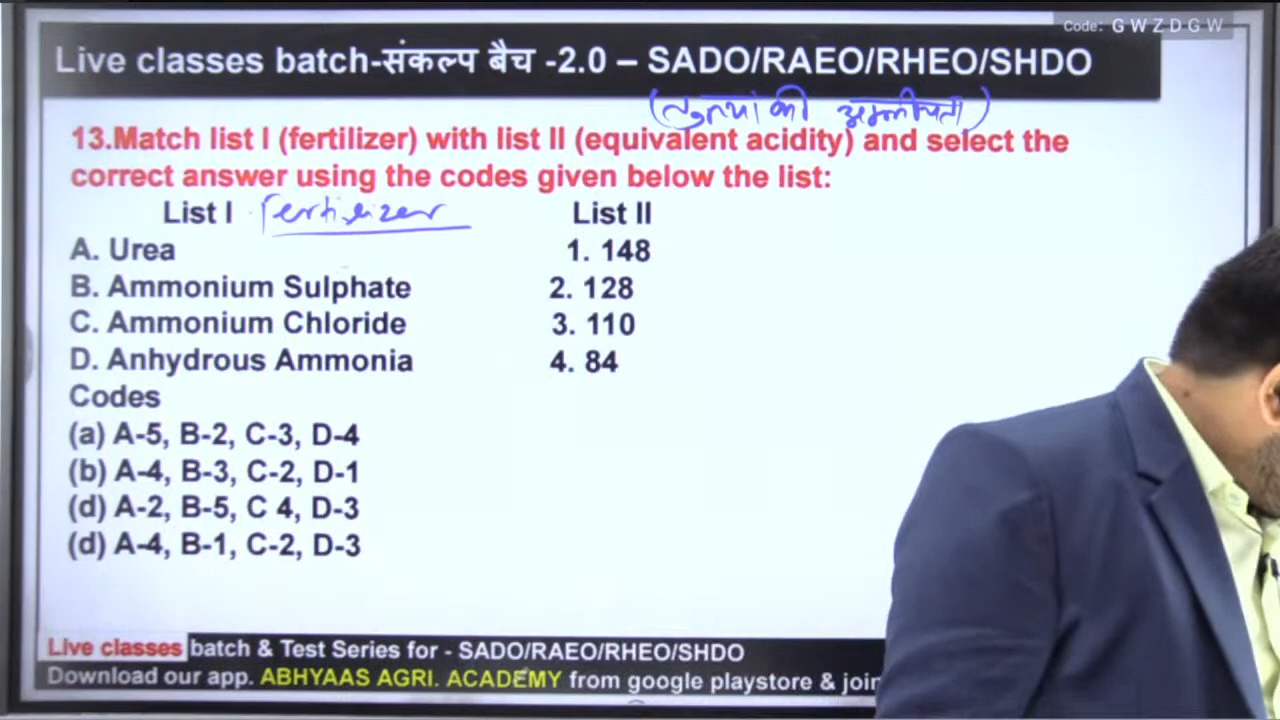 Code: G W Z D G W
Live classes batch-संकल्प बैच -2.0 – SADO/RAEO/RHEO/SHDO
(तुल्यांकी अम्लीयता)
13.Match list I (fertilizer) with list II (equivalent acidity) and select the
correct answer using the codes given below the list:
List I fertilizer List II
A. Urea 1. 148
B. Ammonium Sulphate 2. 128
C. Ammonium Chloride 3. 110
D. Anhydrous Ammonia 4. 84
Codes
(a) A-5, B-2, C-3, D-4
(b) A-4, B-3, C-2, D-1
(d) A-2, B-5, C 4, D-3
(d) A-4, B-1, C-2, D-3
Live classes batch & Test Series for - SADO/RAEO/RHEO/SHDO
Download our app. ABHYAAS AGRI. ACADEMY from google playstore & join